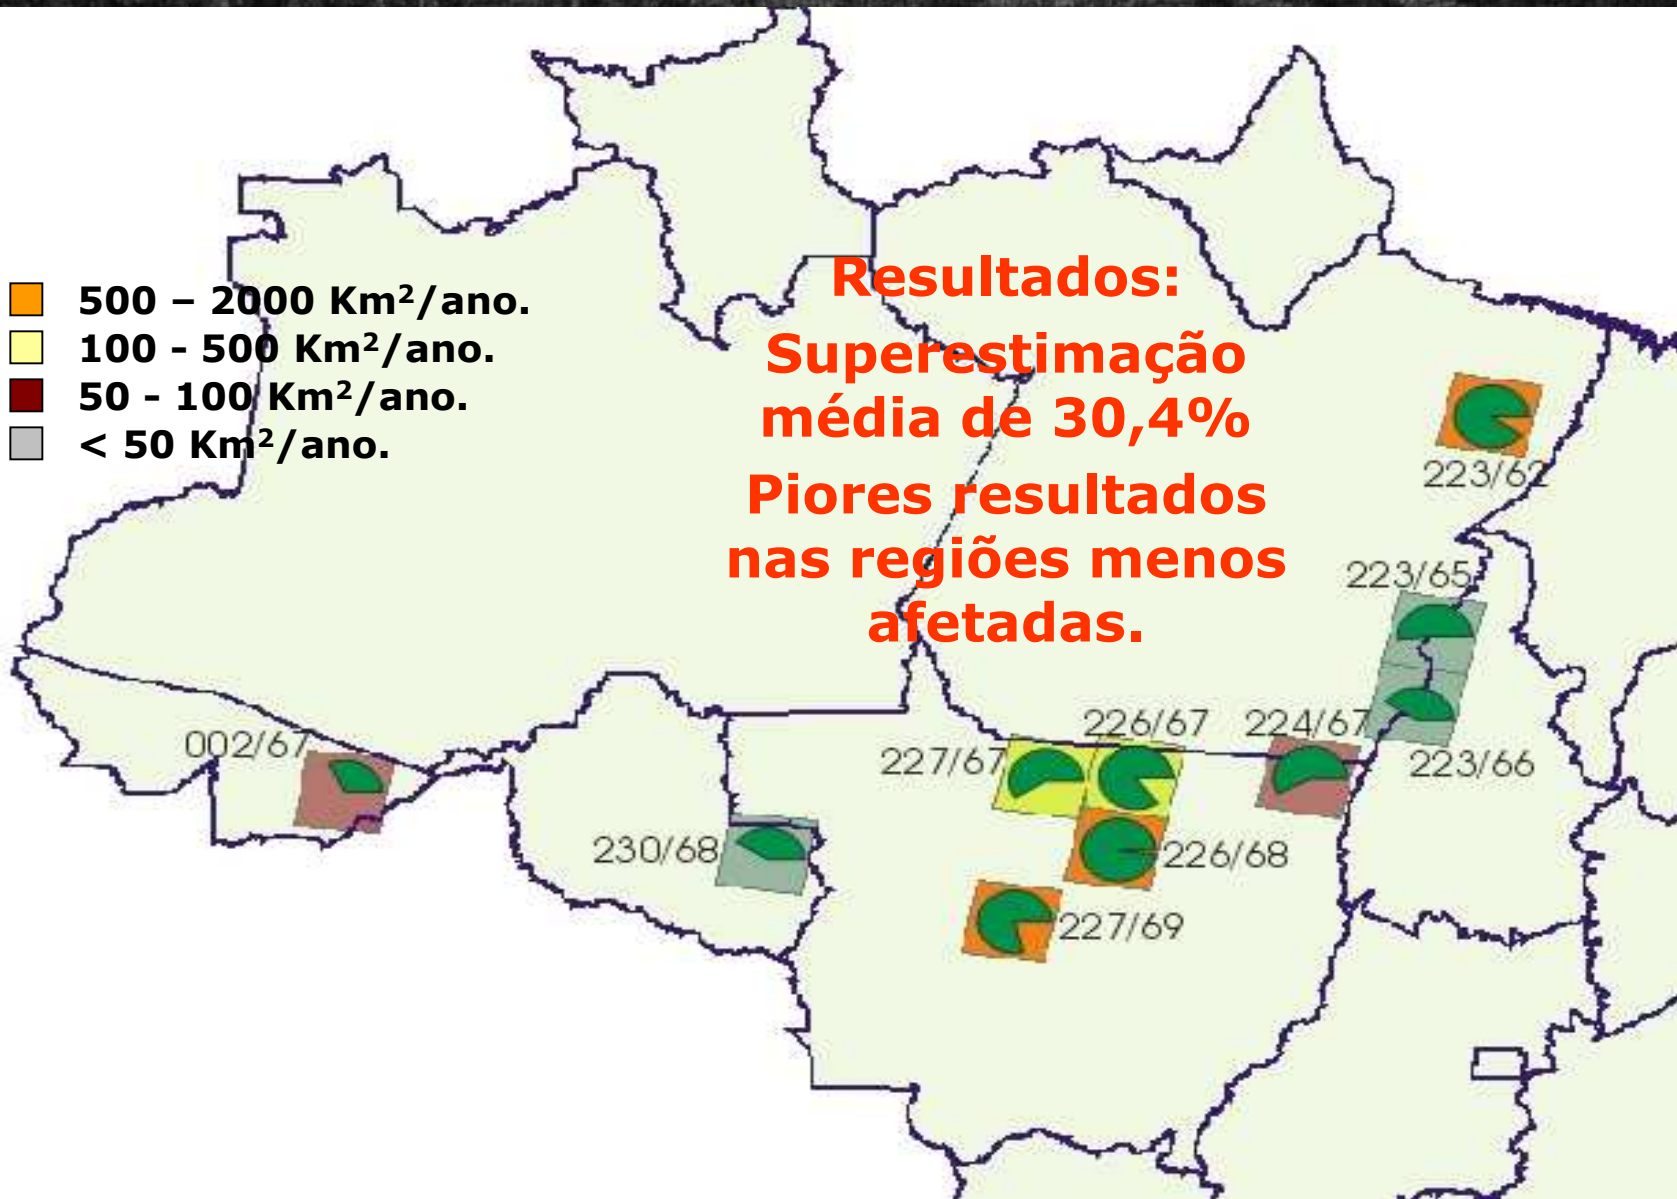 500 – 2000 Km²/ano.
100 - 500 Km²/ano.
50 - 100 Km²/ano.
< 50 Km²/ano.
Resultados:
Superestimação
média de 30,4%
Piores resultados
nas regiões menos
afetadas.
223/62
223/65
223/66
224/67
226/67
227/67
226/68
227/69
230/68
002/67